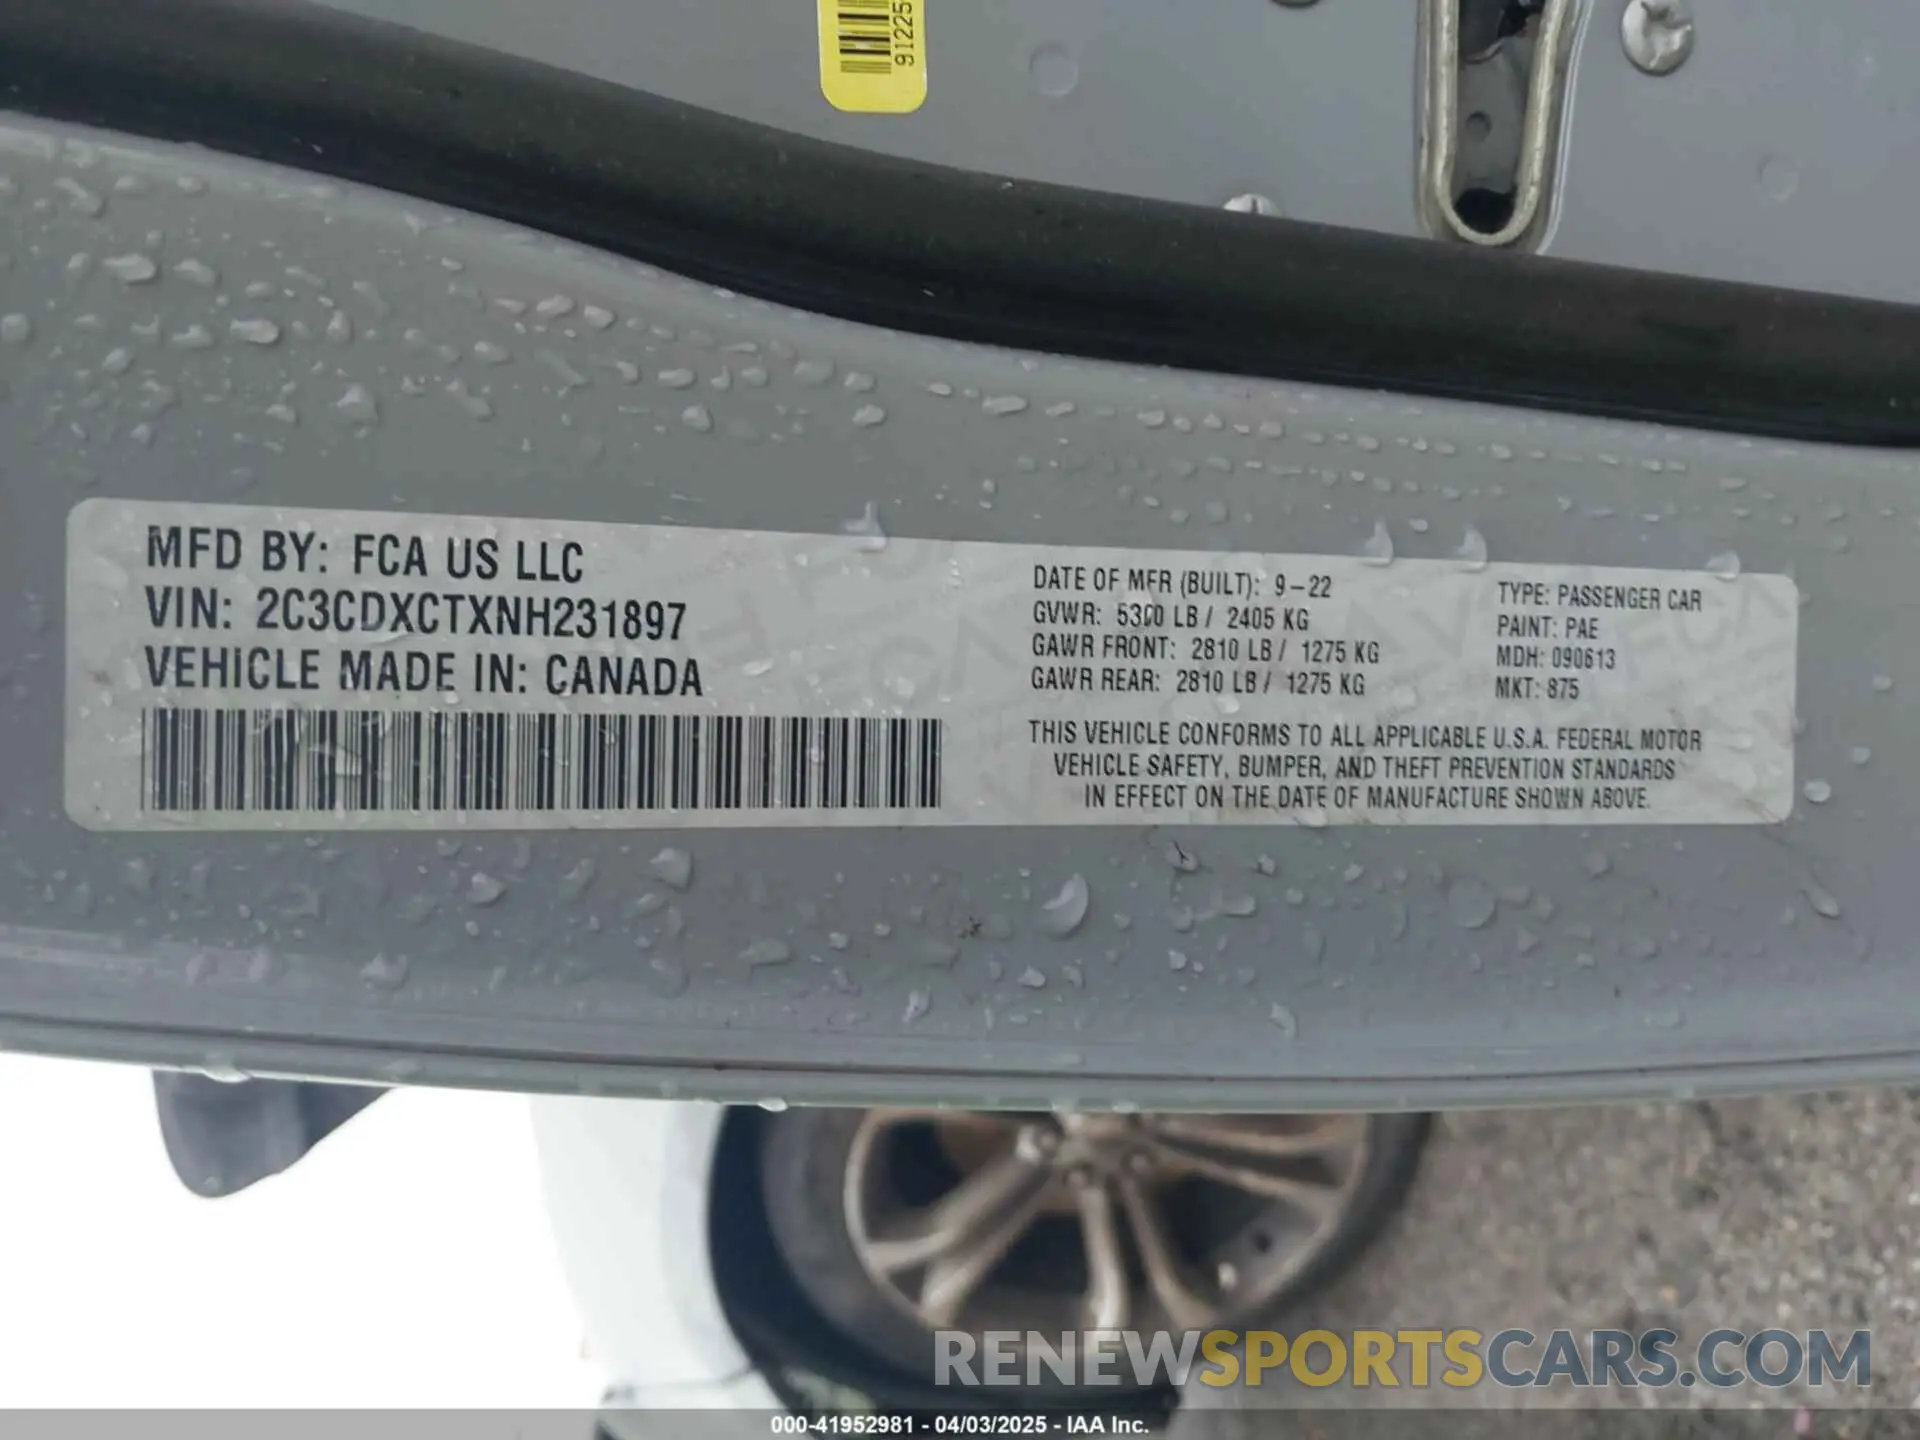 91225
MFD BY: FCA US LLC
VIN: 2C3CDXCTXNH231897
VEHICLE MADE IN: CANADA
DATE OF MFR (BUILT): 9-22
GVWR: 5300 LB / 2405 KG
GAWR FRONT: 2810 LB / 1275 KG
GAWR REAR: 2810 LB / 1275 KG
TYPE: PASSENGER CAR
PAINT: PAE
MDH: 090613
MKT: 875
THIS VEHICLE CONFORMS TO ALL APPLICABLE U.S.A. FEDERAL MOTOR
VEHICLE SAFETY, BUMPER, AND THEFT PREVENTION STANDARDS
IN EFFECT ON THE DATE OF MANUFACTURE SHOWN ABOVE.
RENEWSPORTSCARS.COM
000-41952981 - 04/03/2025 - IAA Inc.